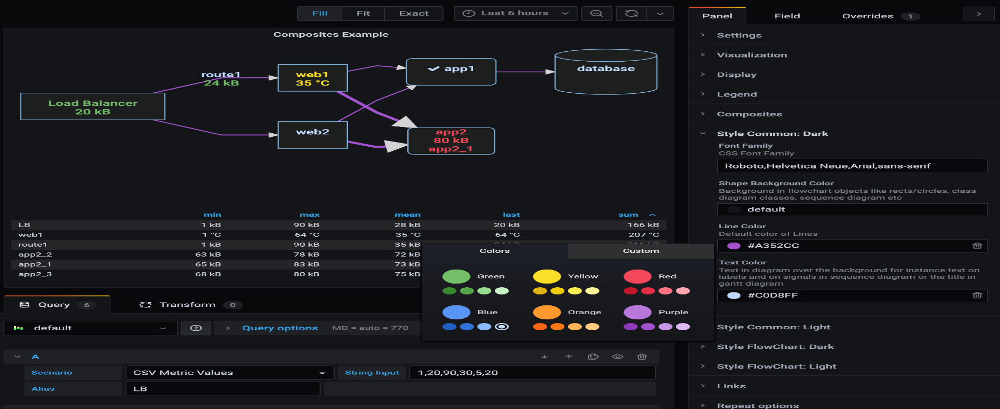 Fill Fit Exact Last 6 hours
Panel Field Overrides 1
Composites Example
route1
24 kB
web1
35 °C
app1
database
Load Balancer
20 kB
web2
app2
80 kB
app2_1
min max mean last sum
LB 1 kB 90 kB 28 kB 20 kB 166 kB
web1 1 °C 64 °C 35 °C 64 °C 207 °C
route1 1 kB 90 kB 35 kB
app2_2 63 kB 78 kB 72 kB
app2_1 65 kB 83 kB 73 kB
app2_3 68 kB 80 kB 75 kB
Colors Custom
Green Yellow Red
Blue Orange Purple
Query 6 Transform 0
default Query options MD = auto = 770
A
Scenario CSV Metric Values String Input 1,20,90,30,5,20
Alias LB
Settings
Visualization
Display
Legend
Composites
Style Common: Dark
Font Family
CSS Font Family
Roboto,Helvetica Neue,Arial,sans-serif
Shape Background Color
Background in flowchart objects like rects/circles, class
diagram classes, sequence diagram etc
default
Line Color
Default color of Lines
#A352CC
Text Color
Text in diagram over the background for instance text on
labels and on signals in sequence diagram or the title in
gantt diagram
#C0D8FF
Style Common: Light
Style FlowChart: Dark
Style FlowChart: Light
Links
Repeat options